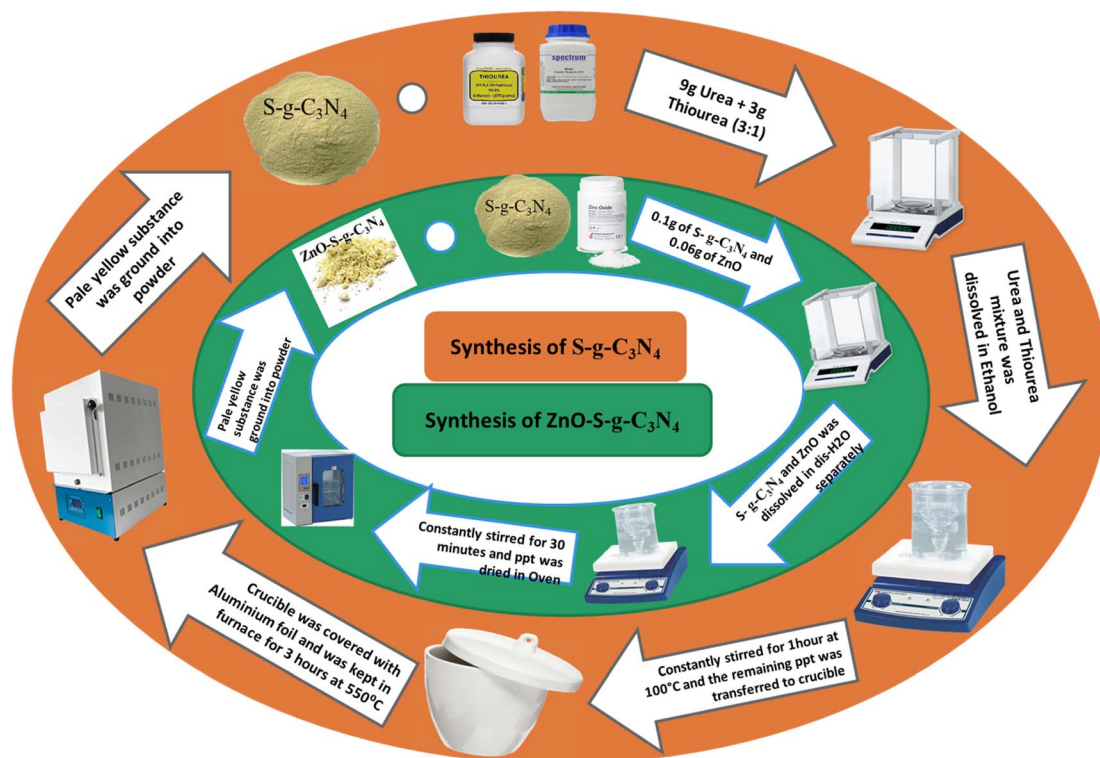 THIOUREA
spectrum
9g Urea + 3g
Thiourea (3:1)
Urea and Thiourea
mixture was
dissolved in Ethanol
Constantly stirred for 1hour at
100°C and the remaining ppt was
transferred to crucible
Crucible was covered with
Aluminium foil and was kept in
furnace for 3 hours at 550⁰C
Pale yellow substance
was ground into
powder
S-g-C₃N₄
S-g-C₃N₄
Zinc Oxide
0.1g of S- g-C₃N₄ and
0.06g of ZnO
S- g-C₃N₄ and ZnO was
dissolved in dis-H2O
separately
Constantly stirred for 30
minutes and ppt was
dried in Oven
Pale yellow
substance was
ground into powder
ZnO-S-g-C₃N₄
Synthesis of S-g-C₃N₄
Synthesis of ZnO-S-g-C₃N₄